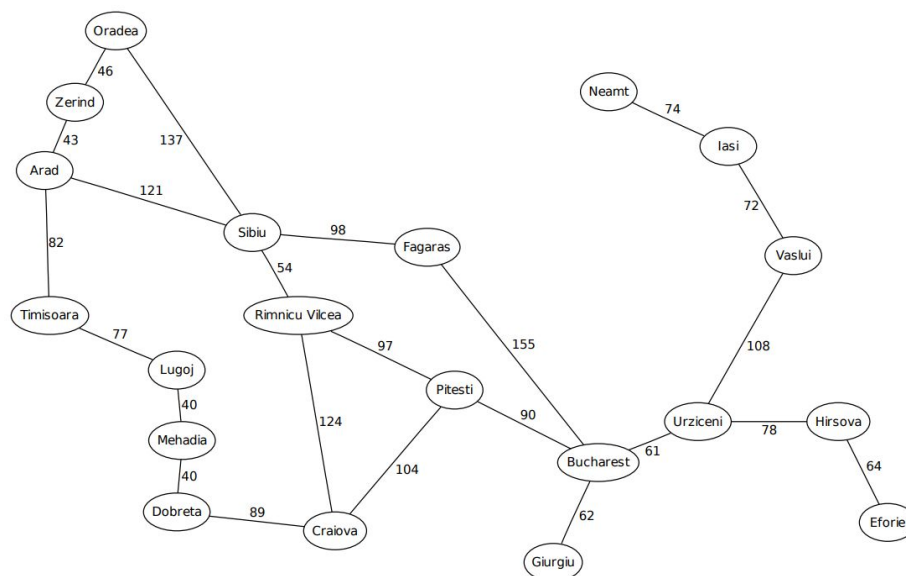 Oradea
46
Neamt
Zerind
74
43
137
Iasi
Arad
121
72
82
Sibiu
98
Fagaras
Vaslui
54
Timisoara
Rimnicu Vilcea
77
97
155
108
Lugoj
Pitesti
40
124
90
Urziceni
78
Hirsova
Mehadia
104
61
Bucharest
64
40
Dobreta
89
62
Craiova
Eforie
Giurgiu